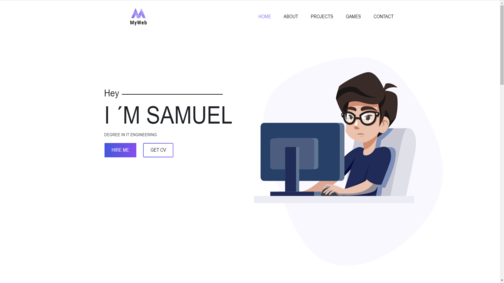 MyWeb
HOME ABOUT PROJECTS GAMES CONTACT
Hey
I ´M SAMUEL
DEGREE IN IT ENGINEERING
HIRE ME GET CV